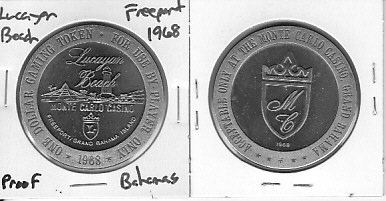 Lucayan
Beach
Freeport
1968
ONE DOLLAR GAMING TOKEN · FOR USE BY PLAYER ONLY
Lucayan
Beach
MONTE CARLO CASINO
FREEPORT/GRAND BAHAMA ISLAND
1968
Proof
Bahamas
ACCEPTABLE ONLY AT THE MONTE CARLO CASINO, GRAND BAHAMA
M
C
1968